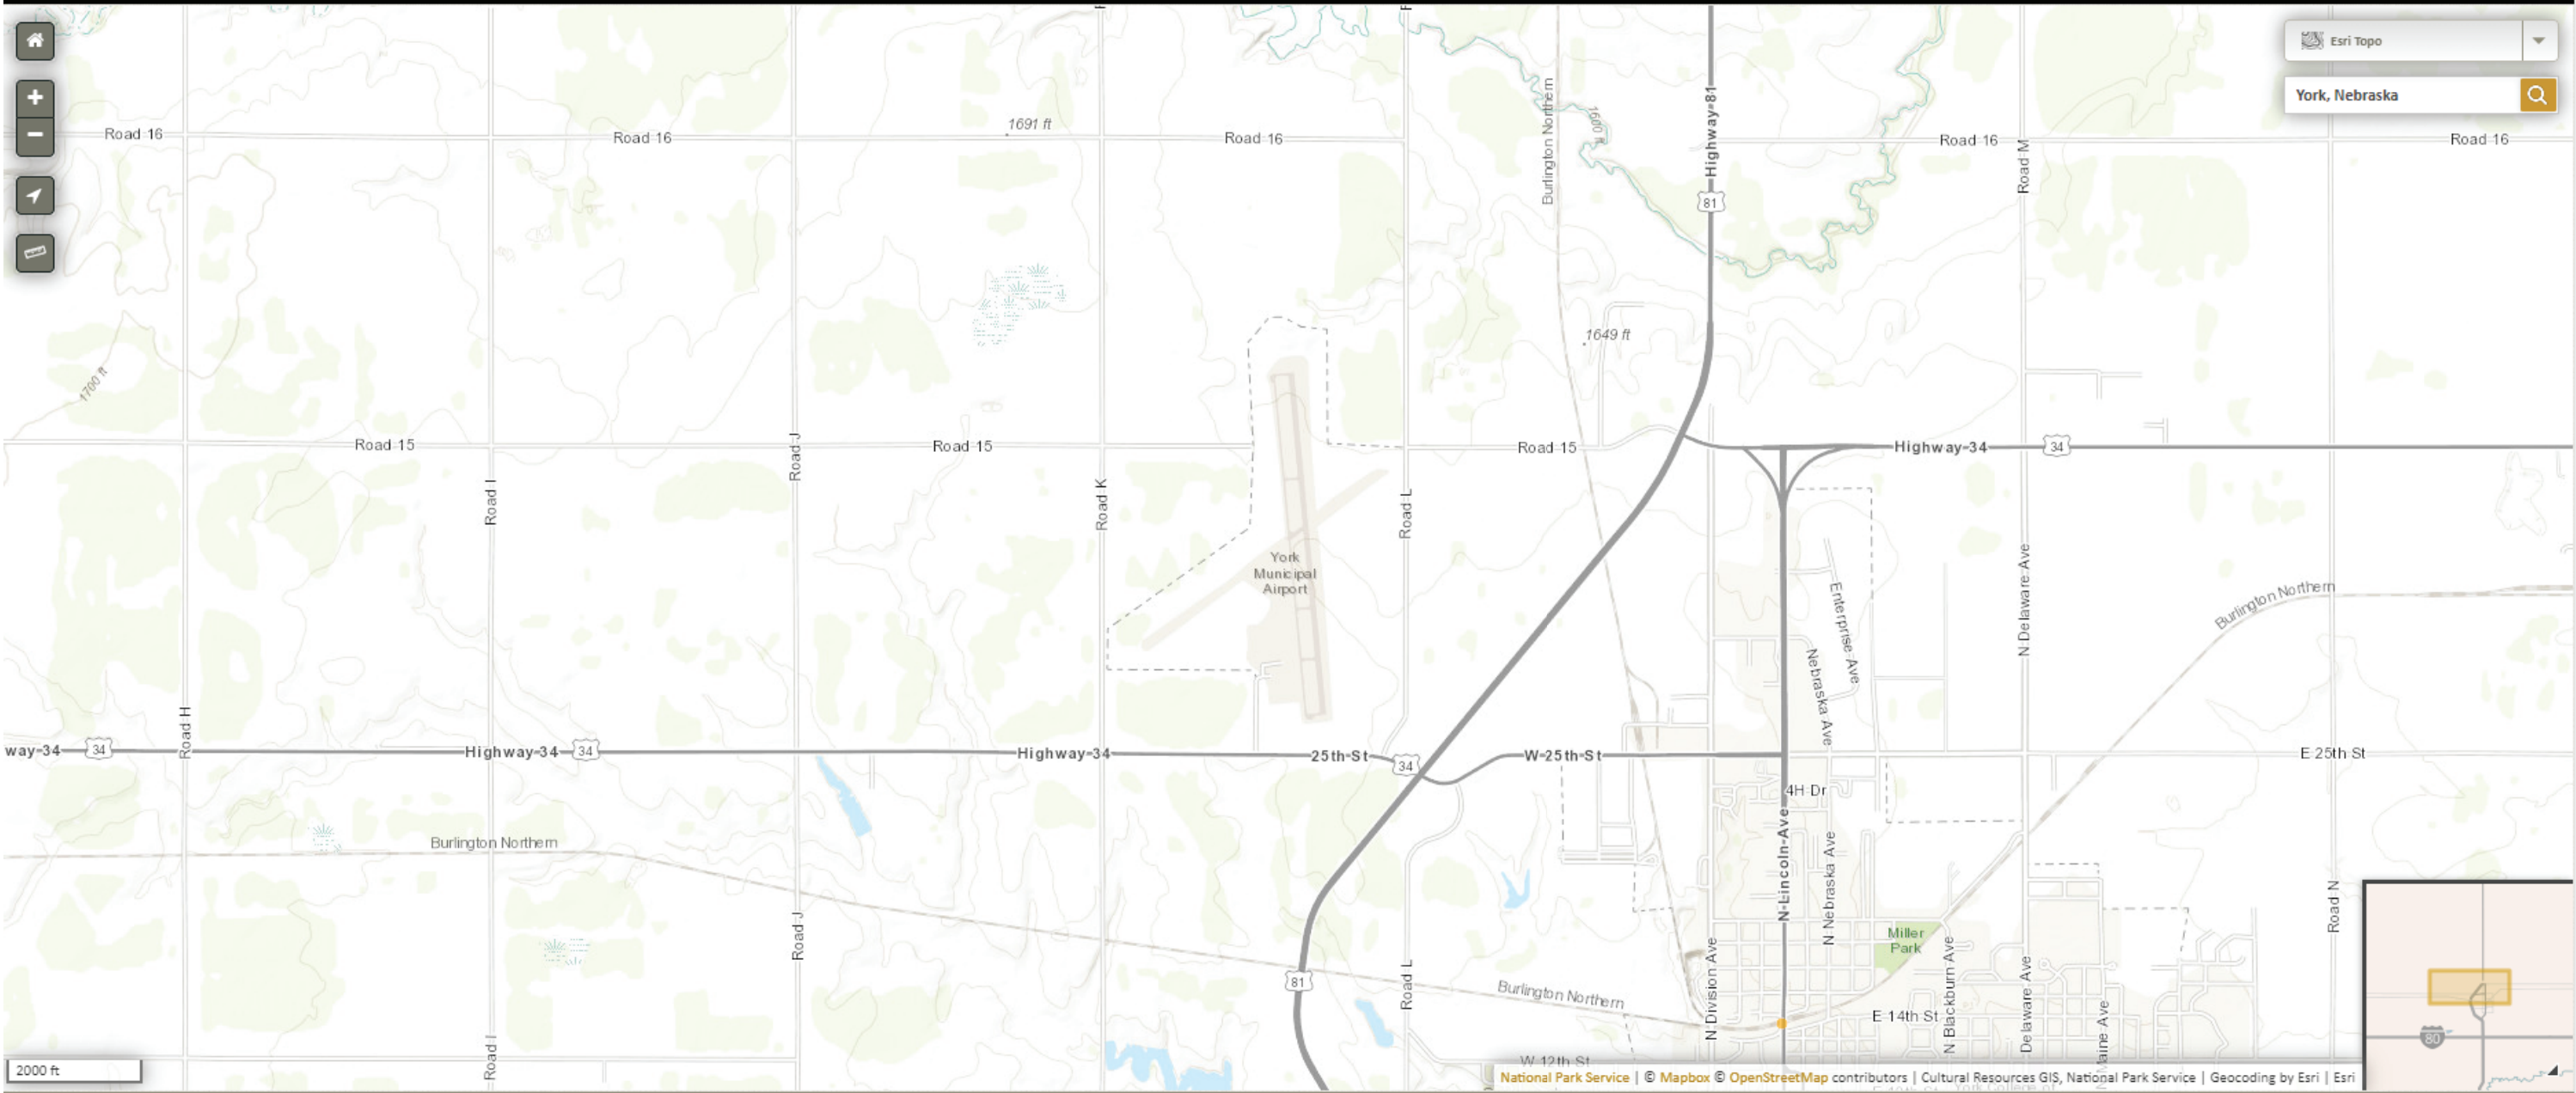 Esri Topo
York, Nebraska
Road 16
Road 16
1691 ft
Road 16
Burlington Northern
1600 ft
Highway-81
81
Road 16
Road M
Road 16
1649 ft
1700 ft
Road 15
Road I
Road J
Road 15
Road K
Road L
Road 15
Highway-34
34
York
Municipal
Airport
Enterprise Ave
Nebraska Ave
N Delaware Ave
Burlington Northern
way-34
34
Road H
Highway-34
34
Highway-34
25th-St
34
W-25th-St
E 25th St
4H Dr
Burlington Northern
N-Lincoln-Ave
N Nebraska Ave
Road J
Miller
Park
Road N
81
Road L
Burlington Northern
N Division Ave
E 14th St
N Blackburn Ave
Delaware Ave
Maine Ave
Road I
W 12th St
80
2000 ft
National Park Service | © Mapbox © OpenStreetMap contributors | Cultural Resources GIS, National Park Service | Geocoding by Esri | Esri